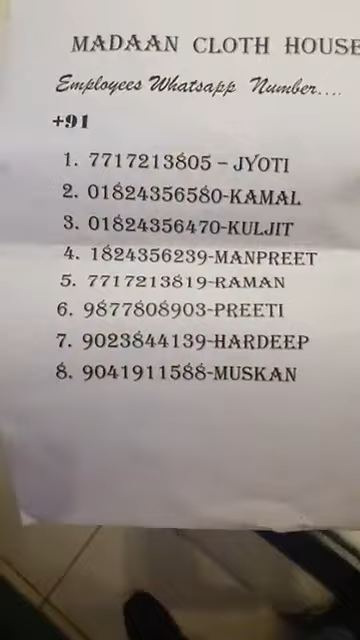 MADAAN CLOTH HOUSE
Employees Whatsapp Number....
+91
1. 7717213805 - JYOTI
2. 01824356580-KAMAL
3. 01824356470-KULJIT
4. 1824356239-MANPREET
5. 7717213819-RAMAN
6. 9877808903-PREETI
7. 9023844139-HARDEEP
8. 9041911588-MUSKAN